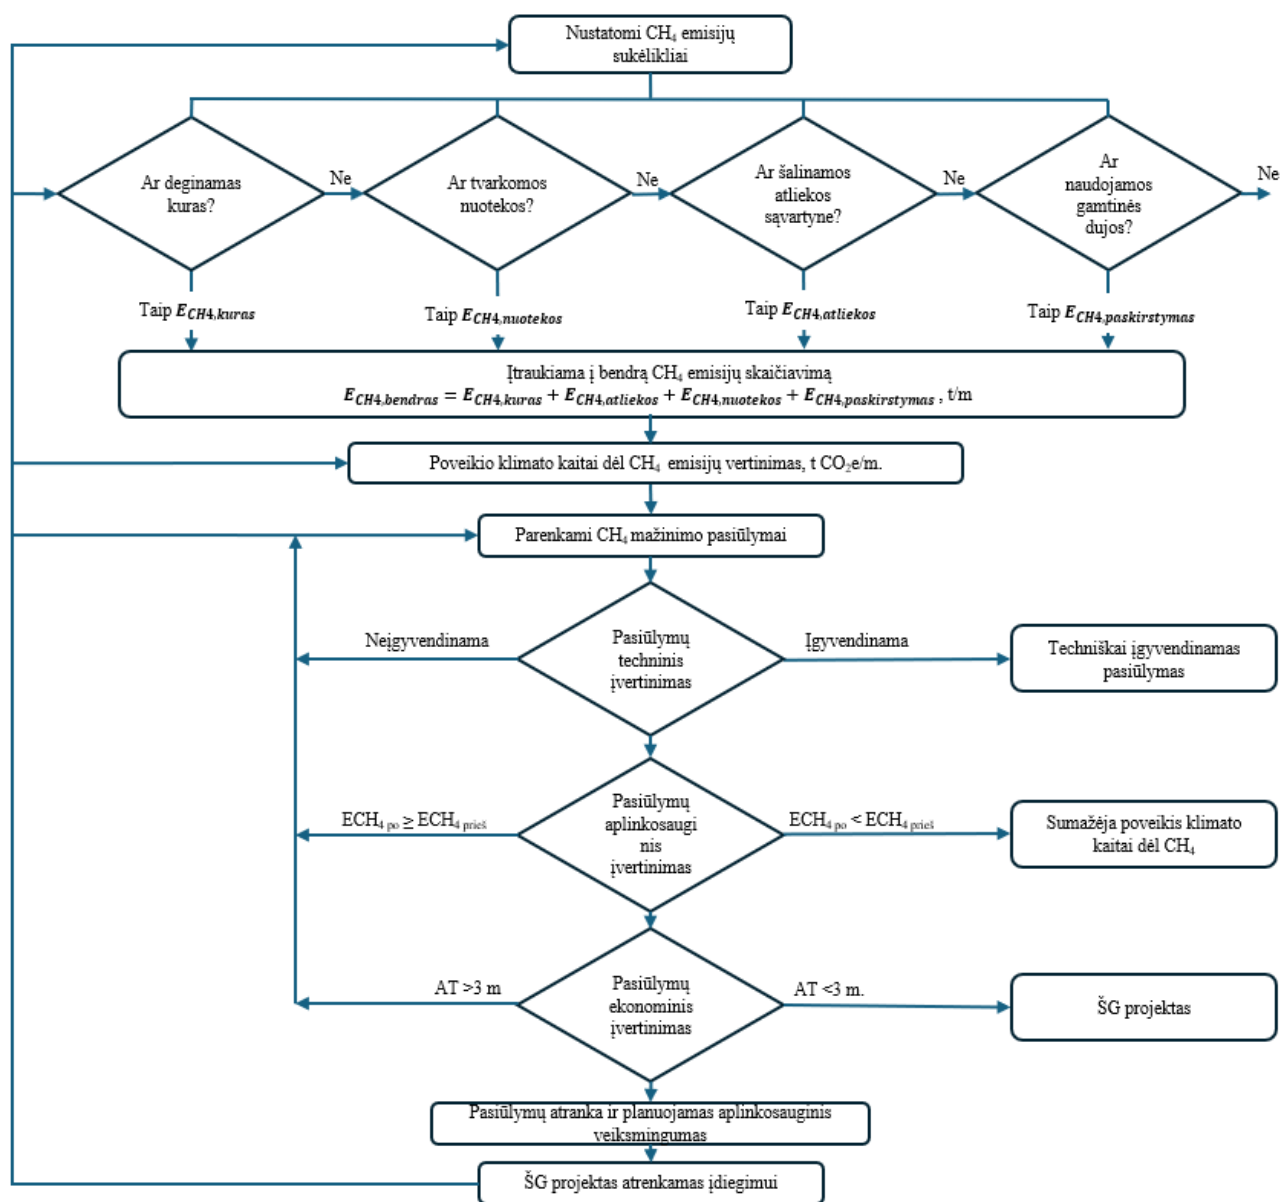 Nustatomi CH₄ emisijų
sukėlikliai
Ar deginamas
kuras?
Ne
Ar tvarkomos
nuotekos?
Ne
Ar šalinamos
atliekos
sąvartyne?
Ne
Ar
naudojamos
gamtinės
dujos?
Ne
Taip E_CH4,kuras
Taip E_CH4,nuotekos
Taip E_CH4,atliekos
Taip E_CH4,paskirstymas
Įtraukiama į bendrą CH₄ emisijų skaičiavimą
E_CH4,bendras = E_CH4,kuras + E_CH4,atliekos + E_CH4,nuotekos + E_CH4,paskirstymas , t/m
Poveikio klimato kaitai dėl CH₄ emisijų vertinimas, t CO₂e/m.
Parenkami CH₄ mažinimo pasiūlymai
Neįgyvendinama
Pasiūlymų
techninis
įvertinimas
Įgyvendinama
Techniškai įgyvendinamas
pasiūlymas
ECH₄ po ≥ ECH₄ prieš
Pasiūlymų
aplinkosaugi
nis
įvertinimas
ECH₄ po < ECH₄ prieš
Sumažėja poveikis klimato
kaitai dėl CH₄
AT >3 m
Pasiūlymų
ekonominis
įvertinimas
AT <3 m.
ŠG projektas
Pasiūlymų atranka ir planuojamas aplinkosauginis
veiksmingumas
ŠG projektas atrenkamas įdiegimui